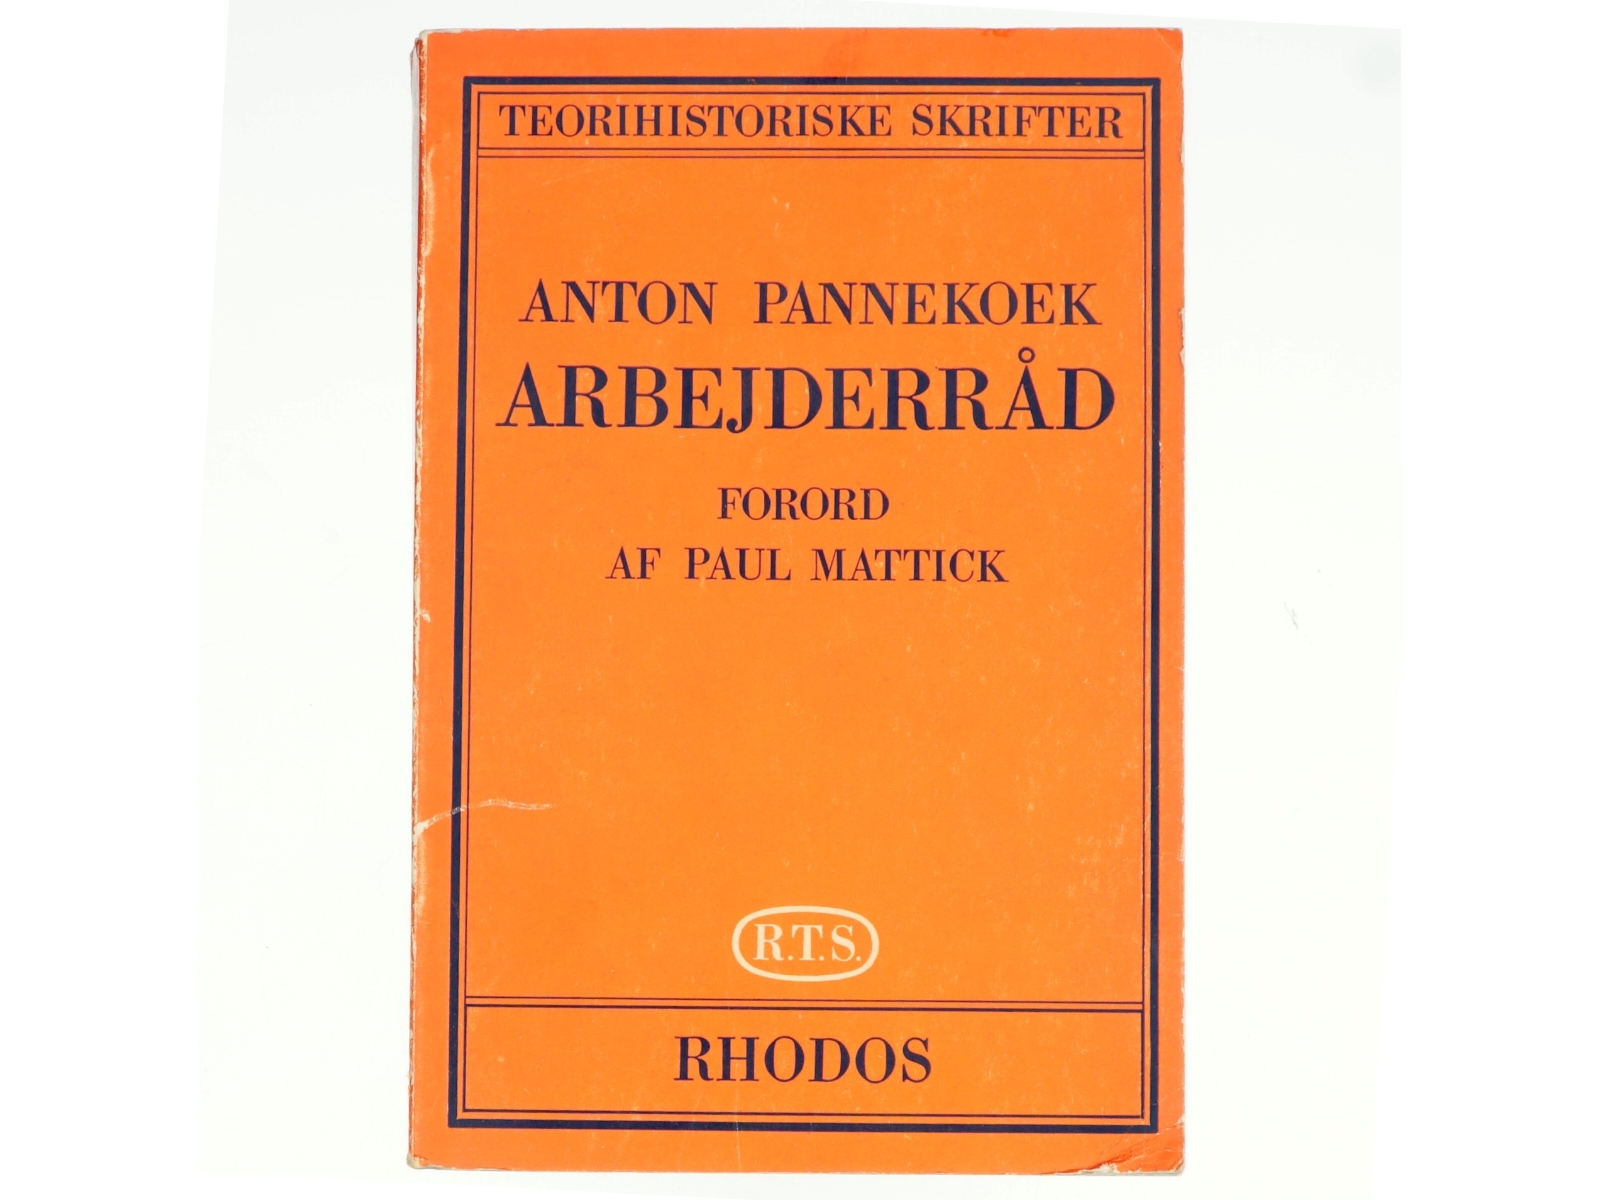 TEORIHISTORISKE SKRIFTER
ANTON PANNEKOEK
ARBEJDERRÅD
FORORD
AF PAUL MATTICK
R.T.S.
RHODOS